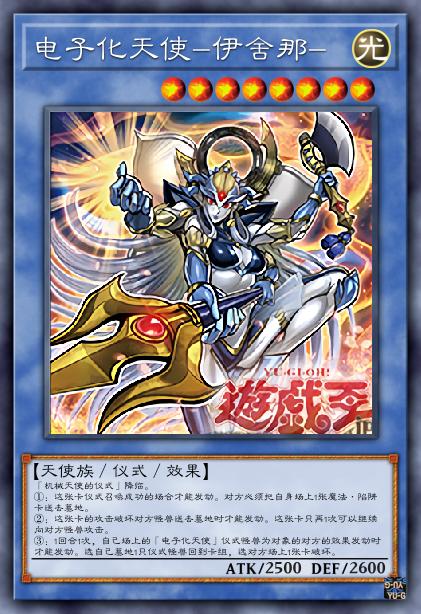 电子化天使-伊舍那-
光
YU-GI-OH!
遊戯王
【天使族/仪式/效果】
「机械天使的仪式」降临。
①：这张卡仪式召唤成功的场合才能发动。对方必须把自身场上1张魔法·陷阱
卡送去墓地。
②：这张卡的攻击破坏对方怪兽送去墓地时才能发动。这张卡只再1次可以继续
向对方怪兽攻击。
③：1回合1次，自己场上的「电子化天使」仪式怪兽为对象的对方的效果发动时
才能发动。选自己墓地1只仪式怪兽回到卡组，选对方场上1张卡破坏。
ATK/2500 DEF/2600